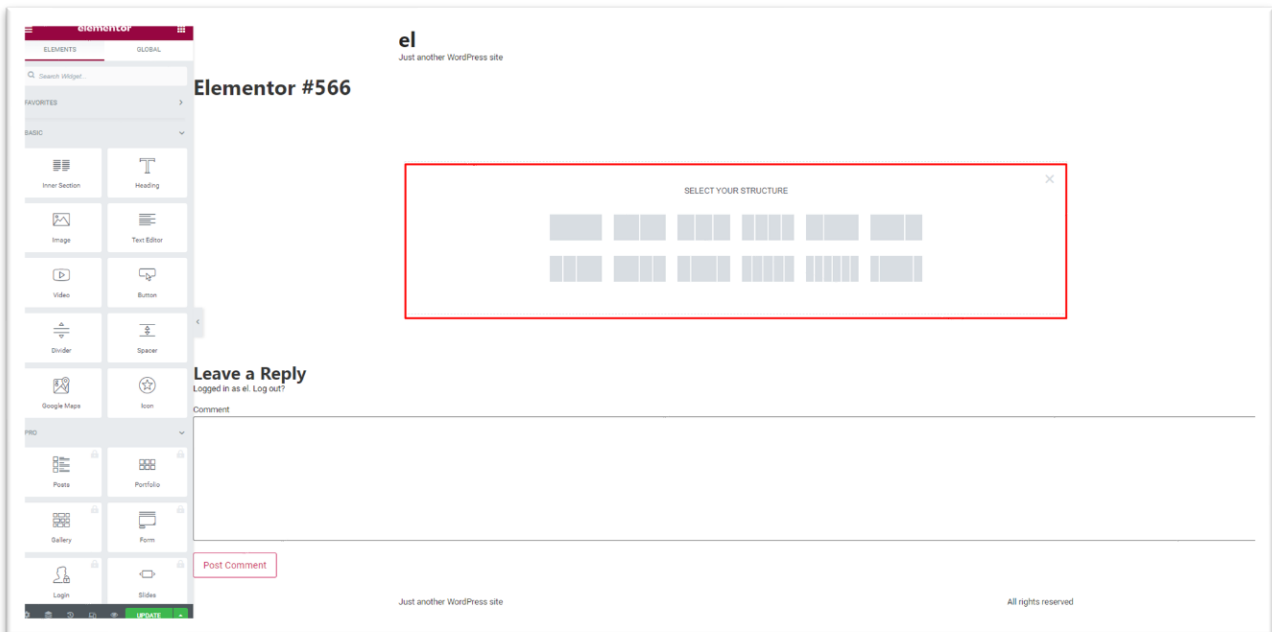 elementor
ELEMENTS GLOBAL
Search Widget...
FAVORITES
BASIC
Inner Section Heading
Image Text Editor
Video Button
Divider Spacer
Google Maps Icon
PRO
Posts Portfolio
Gallery Form
Login Slides
UPDATE
el
Just another WordPress site
Elementor #566
SELECT YOUR STRUCTURE
Leave a Reply
Logged in as el. Log out?
Comment
Post Comment
Just another WordPress site All rights reserved